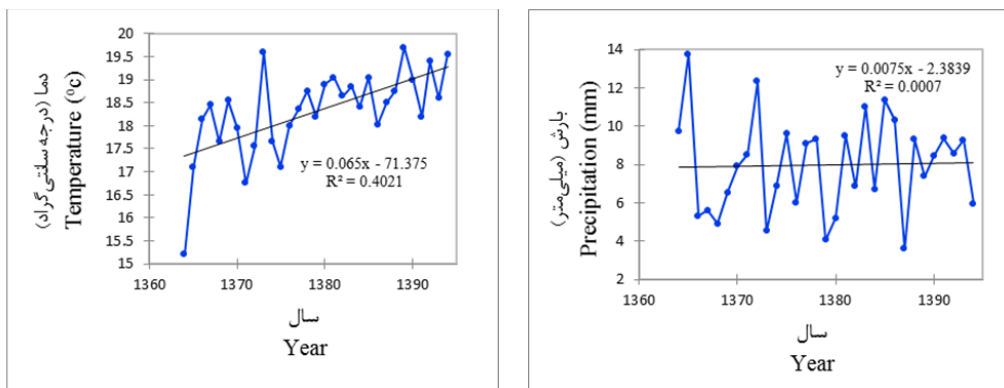 دما (درجه سلتی‌گراد)
Temperature (°c)
20
19.5
19
18.5
18
17.5
17
16.5
16
15.5
15
y = 0.065x - 71.375
R² = 0.4021
1360
1370
1380
1390
سال
Year
بارش (میلی‌متر)
Precipitation (mm)
14
12
10
8
6
4
2
y = 0.0075x - 2.3839
R² = 0.0007
1360
1370
1380
1390
سال
Year